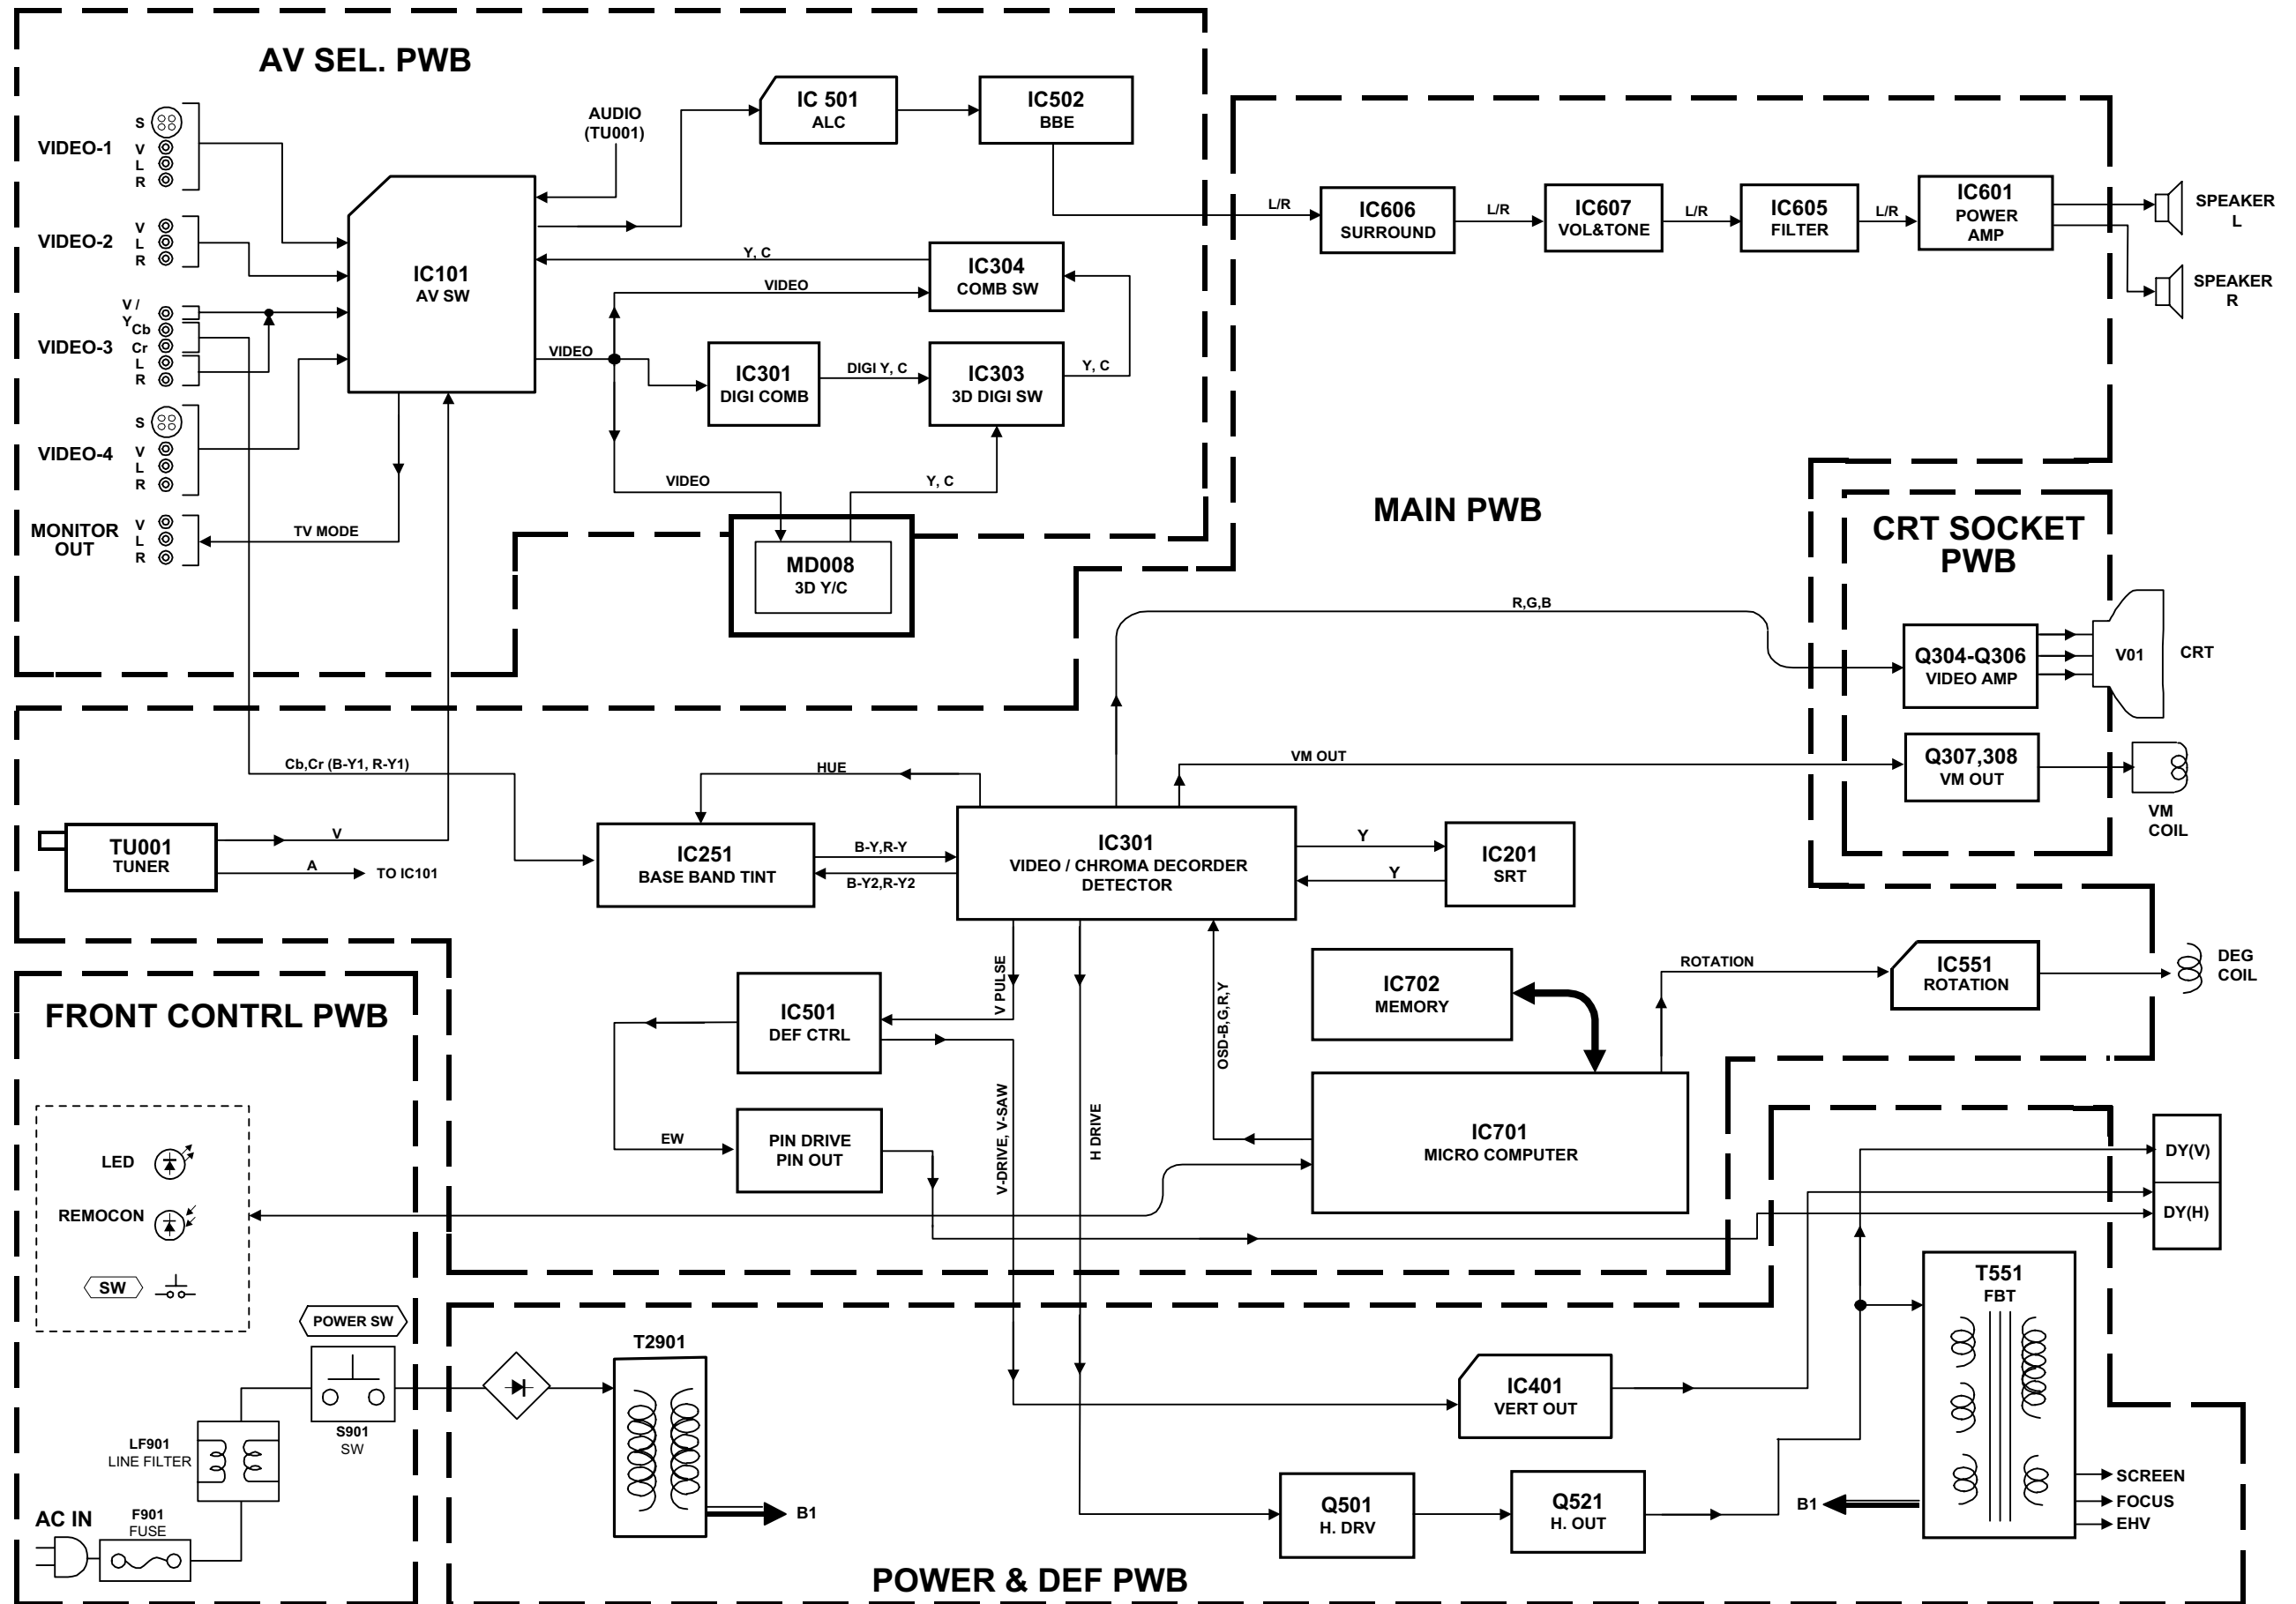 AV SEL. PWB
VIDEO-1
S
V
L
R
VIDEO-2
V
L
R
VIDEO-3
V /
Y
Cb
Cr
L
R
VIDEO-4
S
V
L
R
MONITOR
OUT
V
L
R
TV MODE
IC101
AV SW
AUDIO
(TU001)
IC 501
ALC
IC502
BBE
Y, C
VIDEO
IC304
COMB SW
VIDEO
IC301
DIGI COMB
DIGI Y, C
IC303
3D DIGI SW
Y, C
VIDEO
Y, C
MD008
3D Y/C
MAIN PWB
L/R
IC606
SURROUND
L/R
IC607
VOL&TONE
L/R
IC605
FILTER
L/R
IC601
POWER
AMP
SPEAKER
L
SPEAKER
R
CRT SOCKET
PWB
R,G,B
Q304-Q306
VIDEO AMP
V01
CRT
VM OUT
Q307,308
VM OUT
VM
COIL
Cb,Cr (B-Y1, R-Y1)
HUE
TU001
TUNER
V
A
TO IC101
IC251
BASE BAND TINT
B-Y,R-Y
B-Y2,R-Y2
IC301
VIDEO / CHROMA DECORDER
DETECTOR
Y
Y
IC201
SRT
V PULSE
OSD-B,G,R,Y
IC702
MEMORY
ROTATION
IC551
ROTATION
DEG
COIL
IC501
DEF CTRL
V-DRIVE, V-SAW
H DRIVE
EW
PIN DRIVE
PIN OUT
IC701
MICRO COMPUTER
DY(V)
DY(H)
FRONT CONTRL PWB
LED
REMOCON
SW
POWER SW
S901
SW
LF901
LINE FILTER
AC IN
F901
FUSE
T2901
B1
IC401
VERT OUT
Q501
H. DRV
Q521
H. OUT
T551
FBT
B1
SCREEN
FOCUS
EHV
POWER & DEF PWB